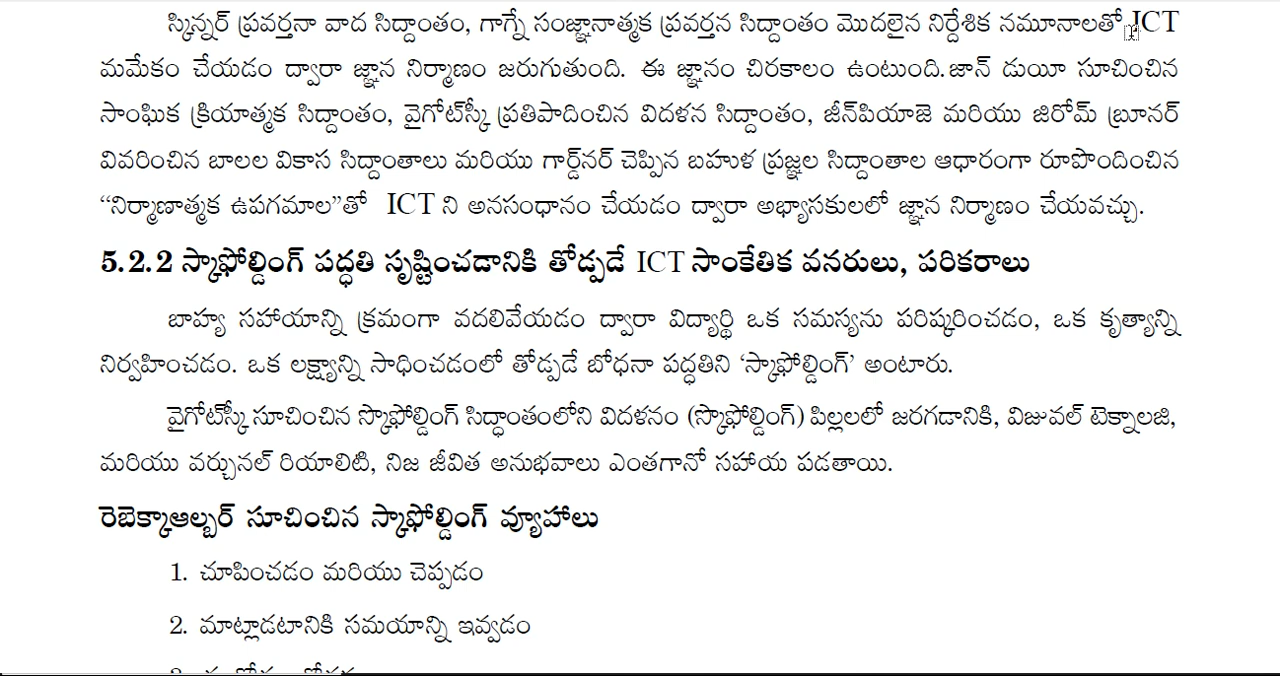 స్కిన్నర్ ప్రవర్తనా వాద సిద్దాంతం, గాగ్నే సంజ్ఞానాత్మక ప్రవర్తన సిద్దాంతం మొదలైన నిర్దేశిక నమూనాలతో ICT
మమేకం చేయడం ద్వారా జ్ఞాన నిర్మాణం జరుగుతుంది. ఈ జ్ఞానం చిరకాలం ఉంటుంది. జాన్ డుయీ సూచించిన
సాంఘిక క్రియాత్మక సిద్దాంతం, వైగోట్‌స్కీ ప్రతిపాదించిన విదళన సిద్దాంతం, జీన్‌పియాజె మరియు జిరోమ్ బ్రూనర్
వివరించిన బాలల వికాస సిద్దాంతాలు మరియు గార్డ్‌నర్ చెప్పిన బహుళ ప్రజ్ఞల సిద్దాంతాల ఆధారంగా రూపొందించిన
“నిర్మాణాత్మక ఉపగమాల”తో ICT ని అనసంధానం చేయడం ద్వారా అభ్యాసకులలో జ్ఞాన నిర్మాణం చేయవచ్చు.
5.2.2 స్కాఫోల్డింగ్ పద్ధతి సృష్టించడానికి తోడ్పడే ICT సాంకేతిక వనరులు, పరికరాలు
బాహ్య సహాయాన్ని క్రమంగా వదలివేయడం ద్వారా విద్యార్థి ఒక సమస్యను పరిష్కరించడం, ఒక కృత్యాన్ని
నిర్వహించడం. ఒక లక్ష్యాన్ని సాధించడంలో తోడ్పడే బోధనా పద్ధతిని ‘స్కాఫోల్డింగ్’ అంటారు.
వైగోట్‌స్కీ సూచించిన స్కాఫోల్డింగ్ సిద్ధాంతంలోని విదళనం (స్కాఫోల్డింగ్) పిల్లలలో జరగడానికి, విజువల్ టెక్నాలజి,
మరియు వర్చునల్ రియాలిటి, నిజ జీవిత అనుభవాలు ఎంతగానో సహాయ పడతాయి.
రెబెక్కాఆల్బర్ సూచించిన స్కాఫోల్డింగ్ వ్యూహాలు
1. చూపించడం మరియు చెప్పడం
2. మాట్లాడటానికి సమయాన్ని ఇవ్వడం